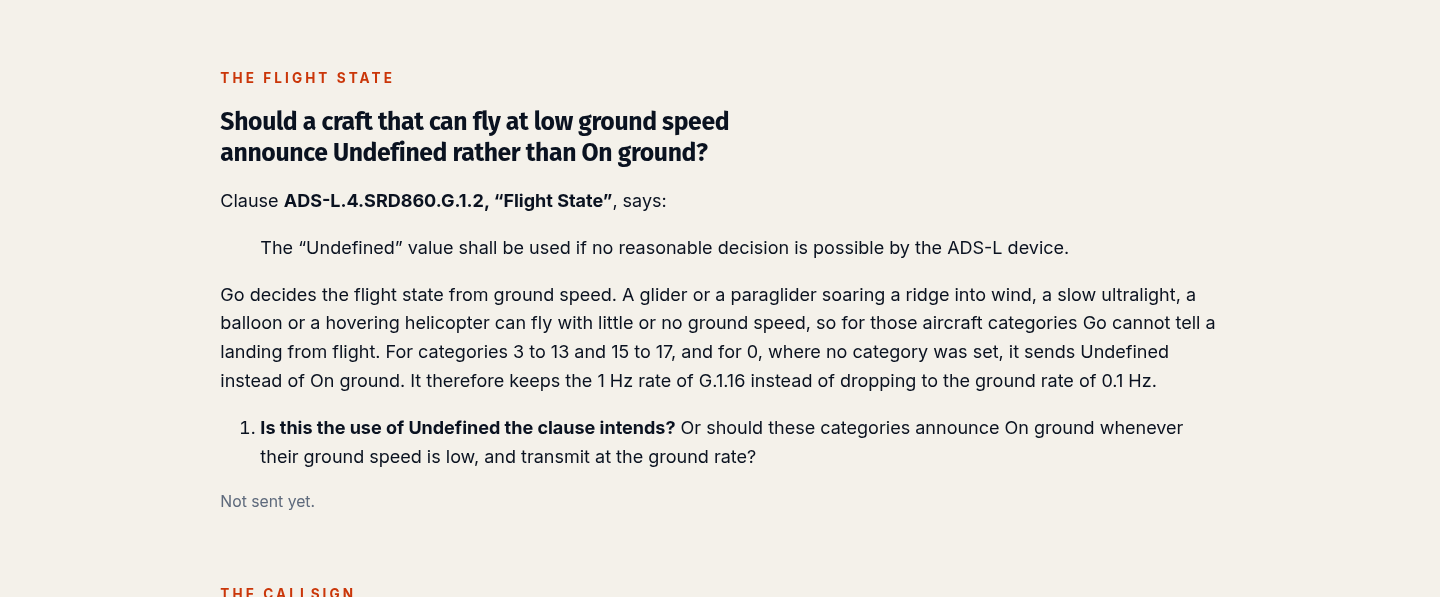 THE FLIGHT STATE
Should a craft that can fly at low ground speed
announce Undefined rather than On ground?
Clause ADS-L.4.SRD860.G.1.2, “Flight State”, says:
The “Undefined” value shall be used if no reasonable decision is possible by the ADS-L device.
Go decides the flight state from ground speed. A glider or a paraglider soaring a ridge into wind, a slow ultralight, a
balloon or a hovering helicopter can fly with little or no ground speed, so for those aircraft categories Go cannot tell a
landing from flight. For categories 3 to 13 and 15 to 17, and for 0, where no category was set, it sends Undefined
instead of On ground. It therefore keeps the 1 Hz rate of G.1.16 instead of dropping to the ground rate of 0.1 Hz.
1. Is this the use of Undefined the clause intends? Or should these categories announce On ground whenever
their ground speed is low, and transmit at the ground rate?
Not sent yet.
THE CALLSIGN